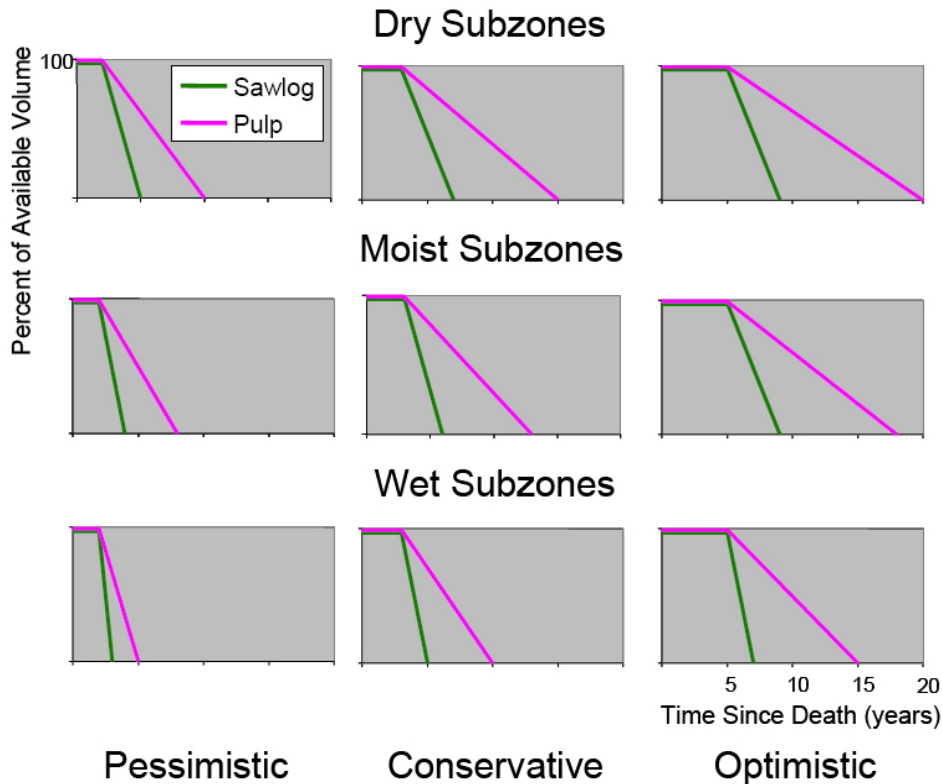 Dry Subzones
100
Sawlog
Pulp
Percent of Available Volume
Moist Subzones
Wet Subzones
5 10 15 20
Time Since Death (years)
Pessimistic Conservative Optimistic